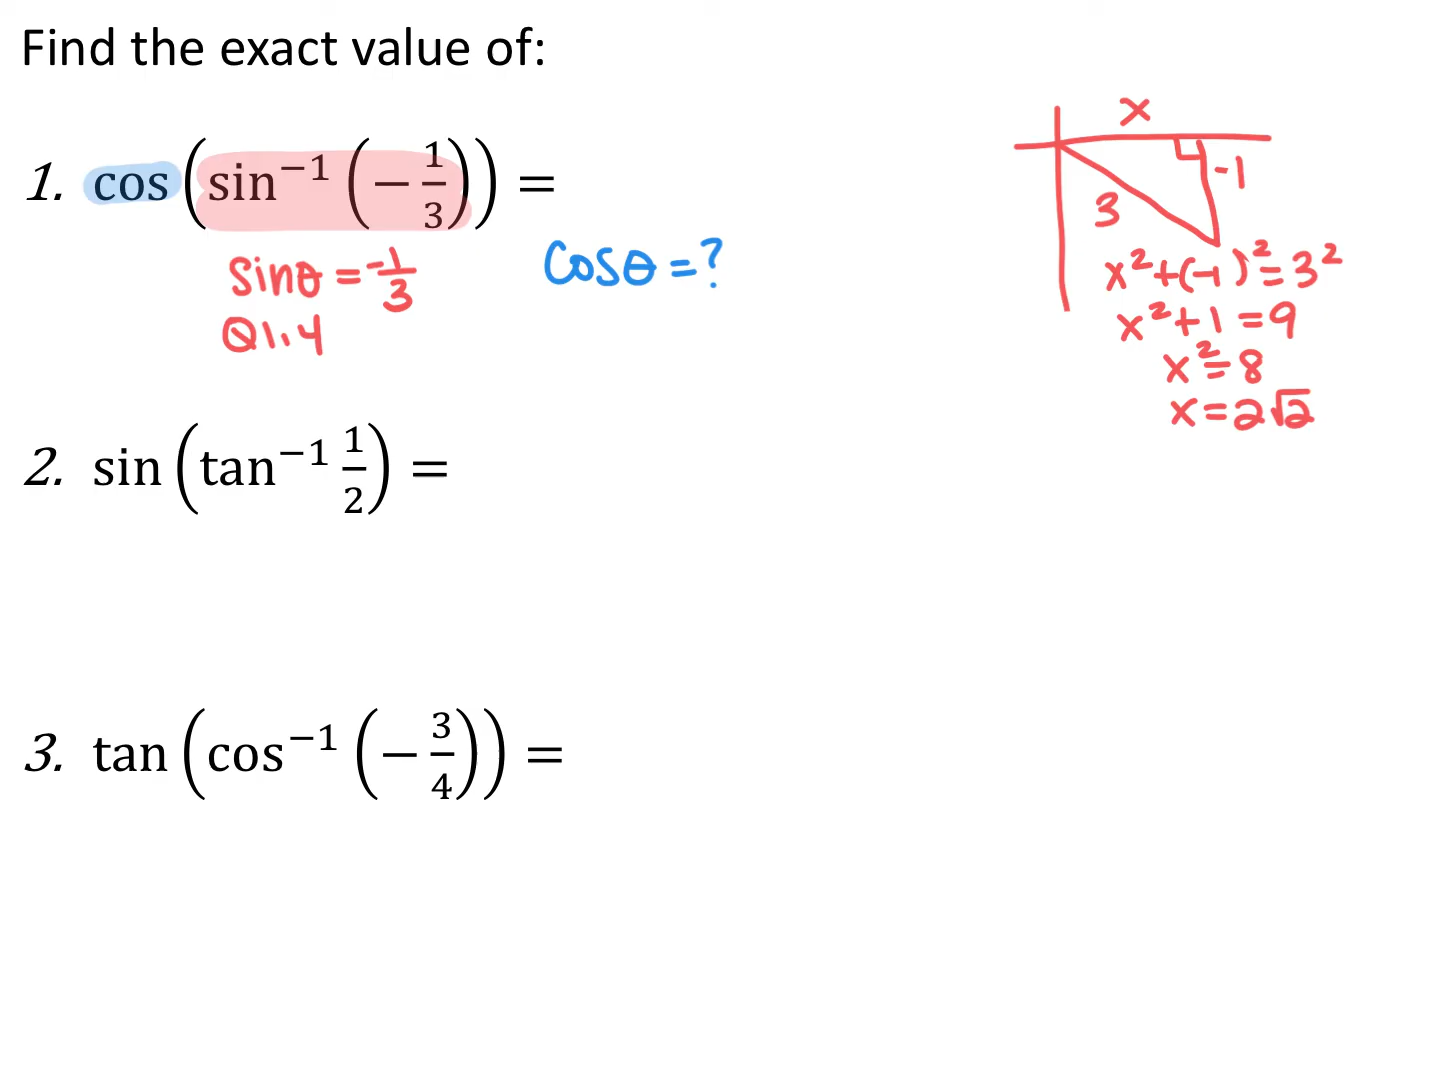 Find the exact value of:
1. cos(sin⁻¹(−1/3)) =
sinθ = -1/3
Q1,4
cosθ = ?
x
3
-1
x² + (-1)² = 3²
x² + 1 = 9
x² = 8
x = 2√2
2. sin(tan⁻¹ 1/2) =
3. tan(cos⁻¹(−3/4)) =